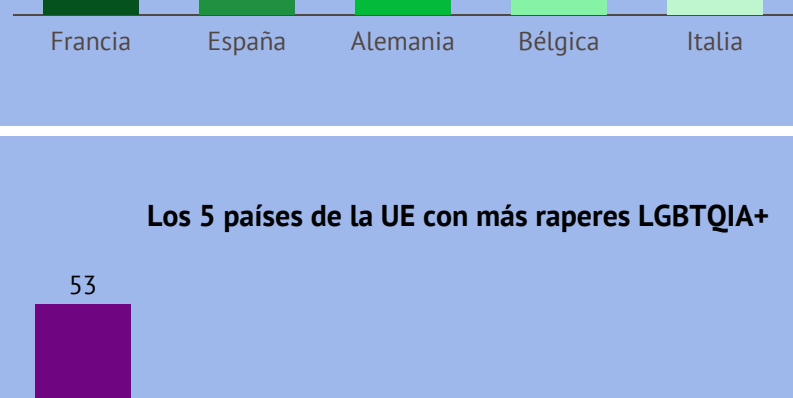 Francia España Alemania Bélgica Italia
Los 5 países de la UE con más raperes LGBTQIA+
53